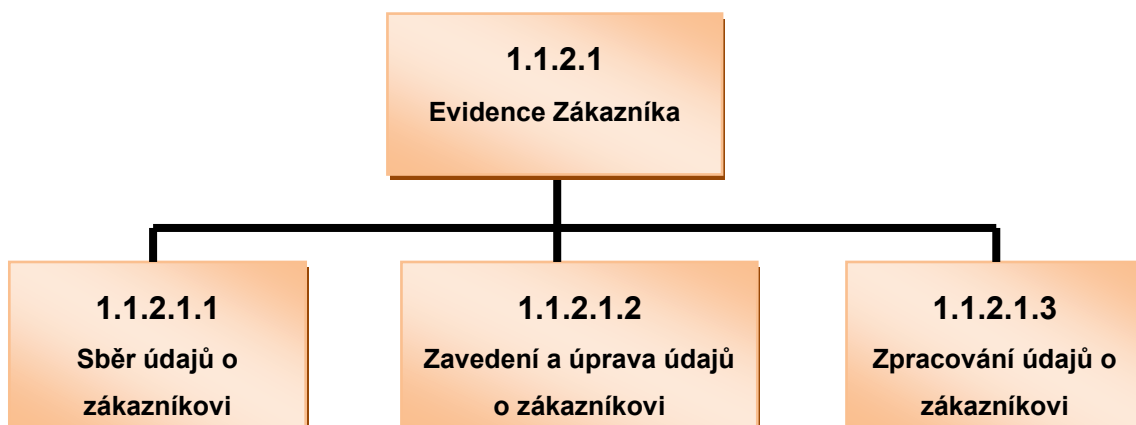 1.1.2.1
Evidence Zákazníka
1.1.2.1.1
Sběr údajů o
zákazníkovi
1.1.2.1.2
Zavedení a úprava údajů
o zákazníkovi
1.1.2.1.3
Zpracování údajů o
zákazníkovi